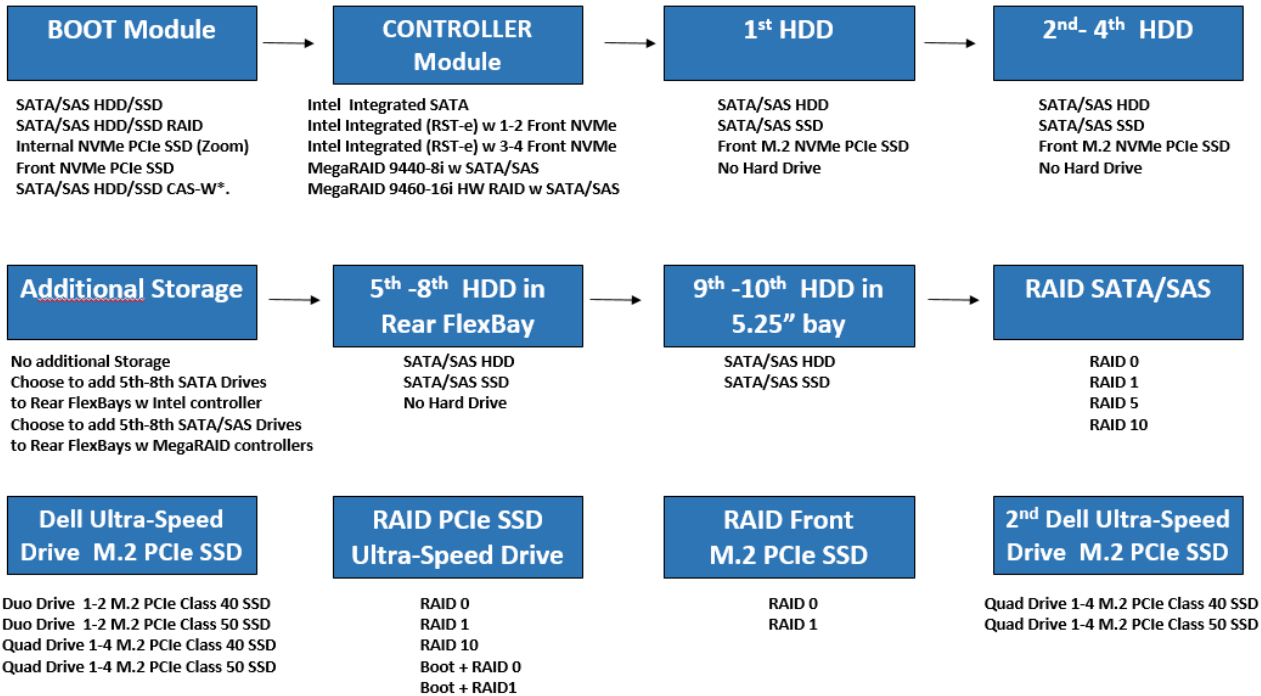 BOOT Module
SATA/SAS HDD/SSD
SATA/SAS HDD/SSD RAID
Internal NVMe PCIe SSD (Zoom)
Front NVMe PCIe SSD
SATA/SAS HDD/SSD CAS-W*.
CONTROLLER
Module
Intel Integrated SATA
Intel Integrated (RST-e) w 1-2 Front NVMe
Intel Integrated (RST-e) w 3-4 Front NVMe
MegaRAID 9440-8i w SATA/SAS
MegaRAID 9460-16i HW RAID w SATA/SAS
1st HDD
SATA/SAS HDD
SATA/SAS SSD
Front M.2 NVMe PCIe SSD
No Hard Drive
2nd- 4th HDD
SATA/SAS HDD
SATA/SAS SSD
Front M.2 NVMe PCIe SSD
No Hard Drive
Additional Storage
No additional Storage
Choose to add 5th-8th SATA Drives
to Rear FlexBays w Intel controller
Choose to add 5th-8th SATA/SAS Drives
to Rear FlexBays w MegaRAID controllers
5th -8th HDD in
Rear FlexBay
SATA/SAS HDD
SATA/SAS SSD
No Hard Drive
9th -10th HDD in
5.25” bay
SATA/SAS HDD
SATA/SAS SSD
RAID SATA/SAS
RAID 0
RAID 1
RAID 5
RAID 10
Dell Ultra-Speed
Drive M.2 PCIe SSD
Duo Drive 1-2 M.2 PCIe Class 40 SSD
Duo Drive 1-2 M.2 PCIe Class 50 SSD
Quad Drive 1-4 M.2 PCIe Class 40 SSD
Quad Drive 1-4 M.2 PCIe Class 50 SSD
RAID PCIe SSD
Ultra-Speed Drive
RAID 0
RAID 1
RAID 10
Boot + RAID 0
Boot + RAID1
RAID Front
M.2 PCIe SSD
RAID 0
RAID 1
2nd Dell Ultra-Speed
Drive M.2 PCIe SSD
Quad Drive 1-4 M.2 PCIe Class 40 SSD
Quad Drive 1-4 M.2 PCIe Class 50 SSD